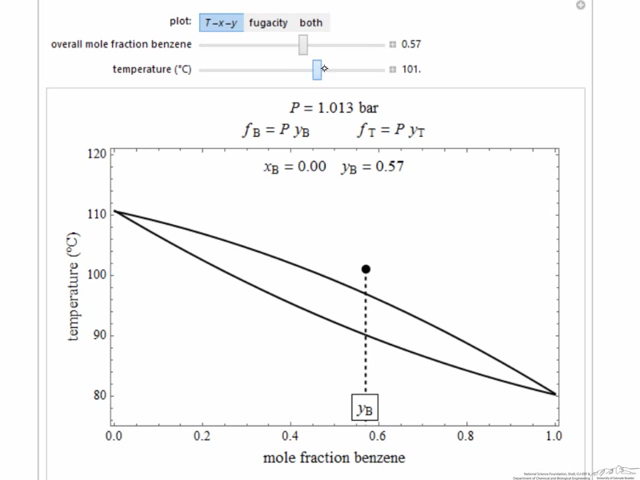 plot: T–x–y fugacity both
overall mole fraction benzene 0.57
temperature (°C) 101.
P = 1.013 bar
f_B = P y_B f_T = P y_T
x_B = 0.00 y_B = 0.57
120
110
100
90
80
temperature (°C)
y_B
0.0 0.2 0.4 0.6 0.8 1.0
mole fraction benzene